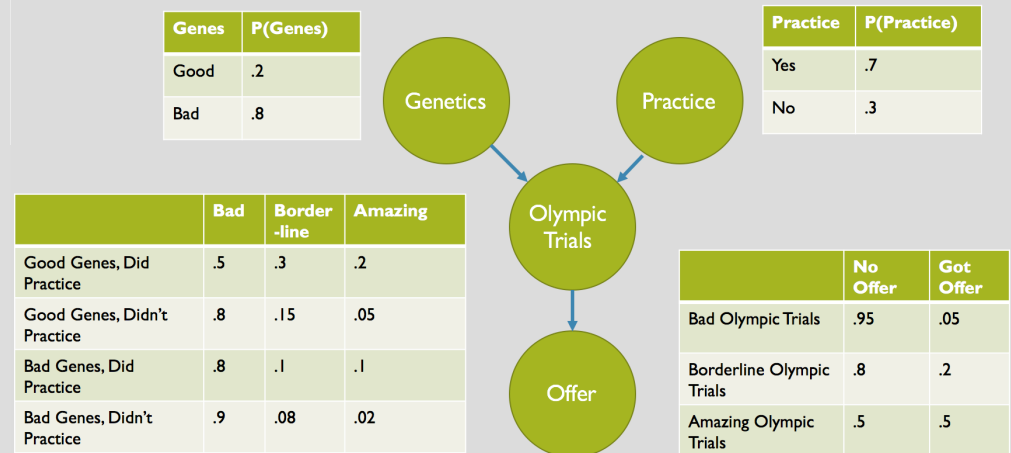 Genes P(Genes)
Good .2
Bad .8
Genetics
Practice
Practice P(Practice)
Yes .7
No .3
Olympic
Trials
Bad Border Amazing
-line
Good Genes, Did .5 .3 .2
Practice
Good Genes, Didn't .8 .15 .05
Practice
Bad Genes, Did .8 .1 .1
Practice
Bad Genes, Didn't .9 .08 .02
Practice
No Got
Offer Offer
Bad Olympic Trials .95 .05
Borderline Olympic .8 .2
Trials
Amazing Olympic .5 .5
Trials
Offer